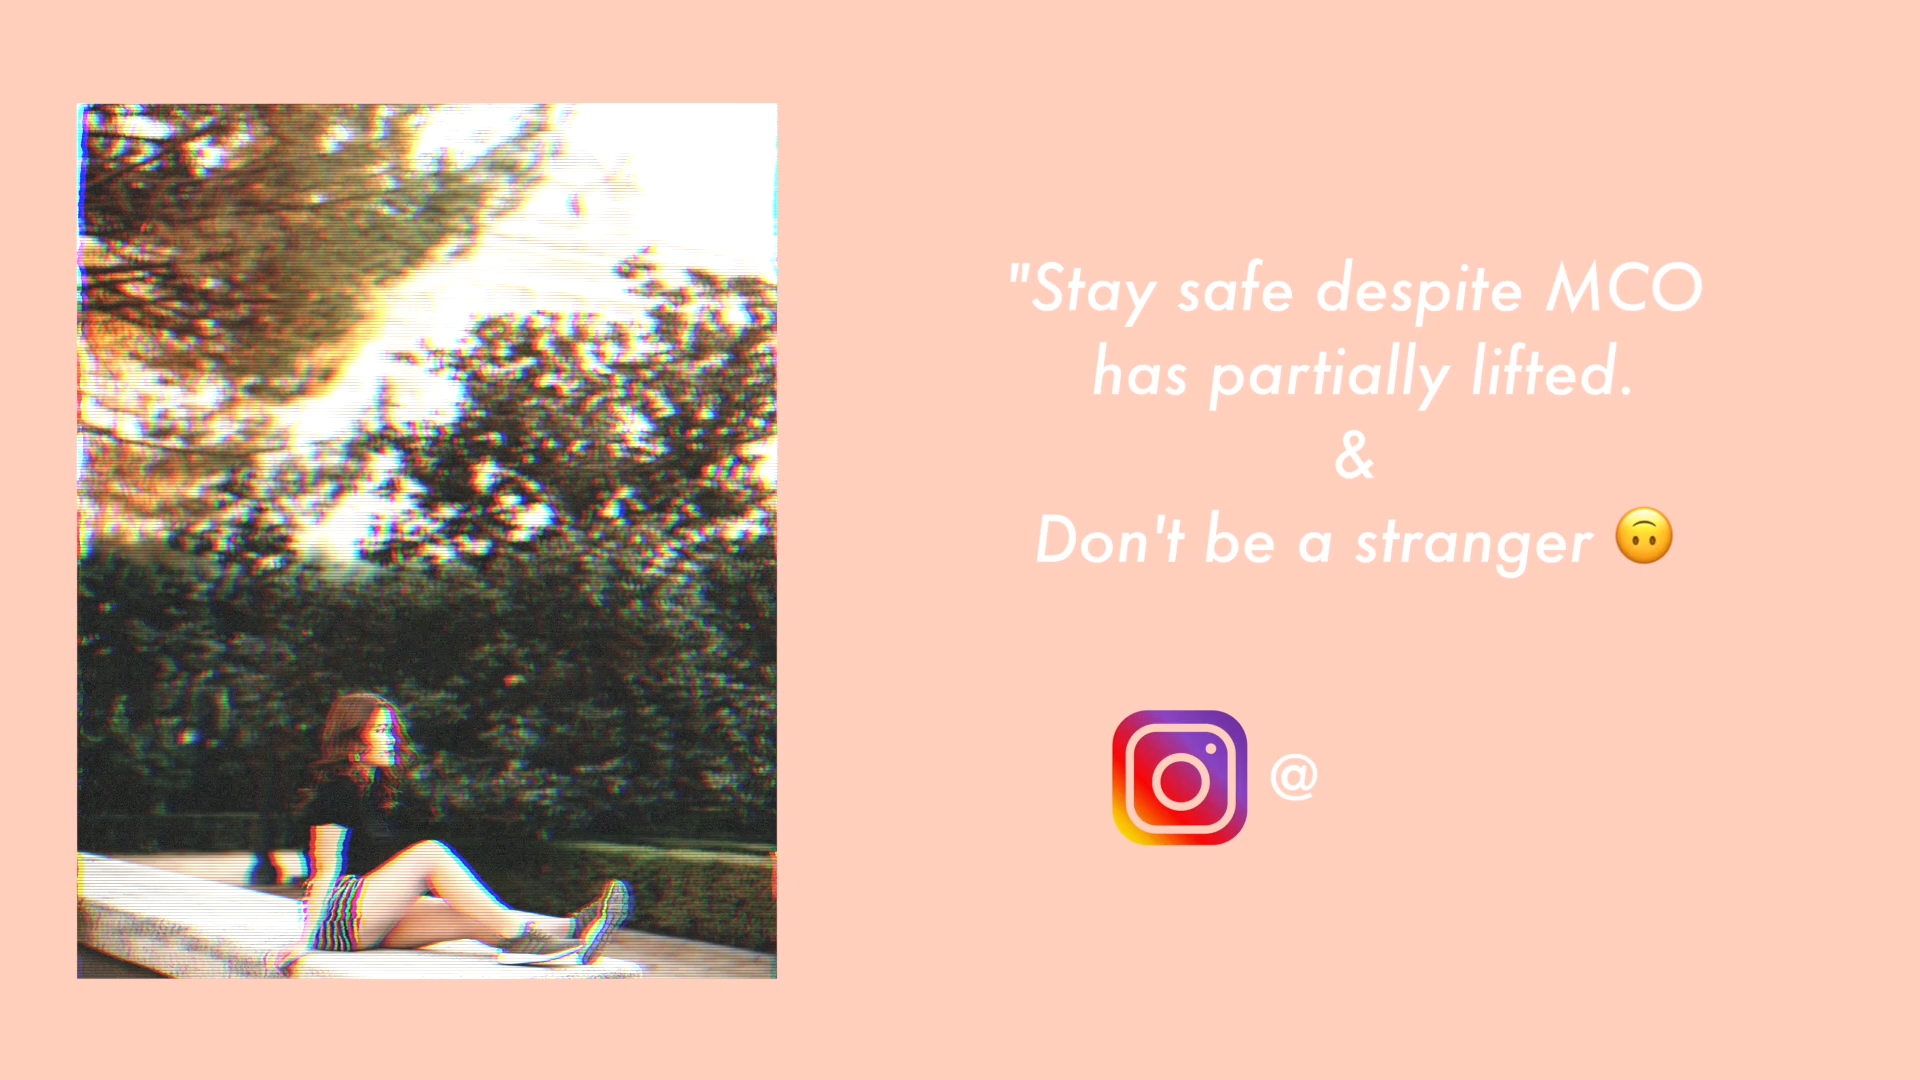 "Stay safe despite MCO
has partially lifted.
&
Don't be a stranger 🙃
@